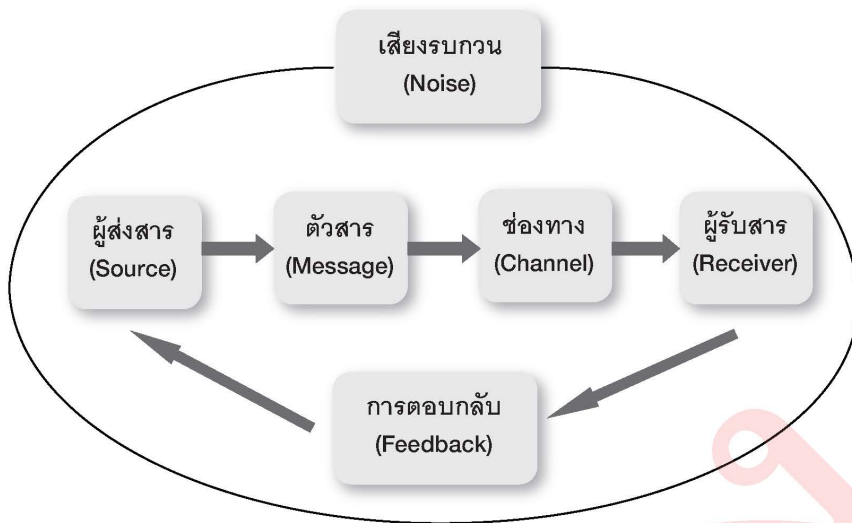 เสียงรบกวน
(Noise)
ผู้ส่งสาร
(Source)
ตัวสาร
(Message)
ช่องทาง
(Channel)
ผู้รับสาร
(Receiver)
การตอบกลับ
(Feedback)